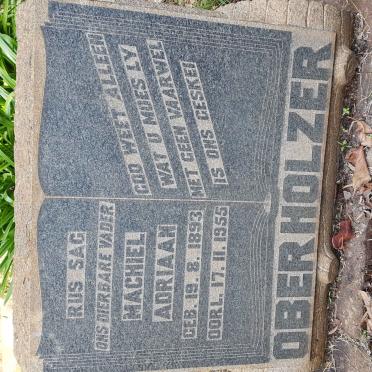 RUS SAG
ONS DIERBARE VADER
MACHIEL
ADRIAAN
GEB. 19. 8. 1893
OORL. 17. 11. 1955
GOD WEET ALLEEN
WAT U MOES LY
MET GEEN VAARWEL
IS ONS GESKEI
OBERHOLZER